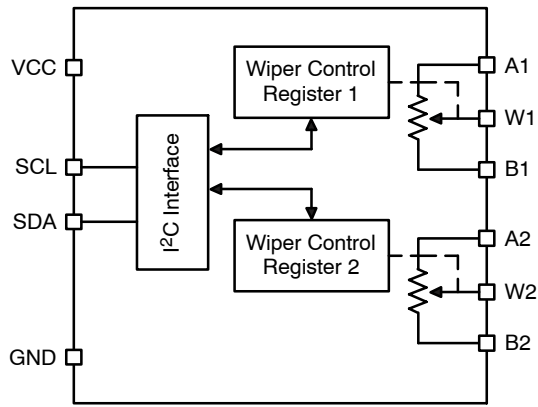 VCC
SCL
SDA
GND
I²C Interface
Wiper Control
Register 1
Wiper Control
Register 2
A1
W1
B1
A2
W2
B2